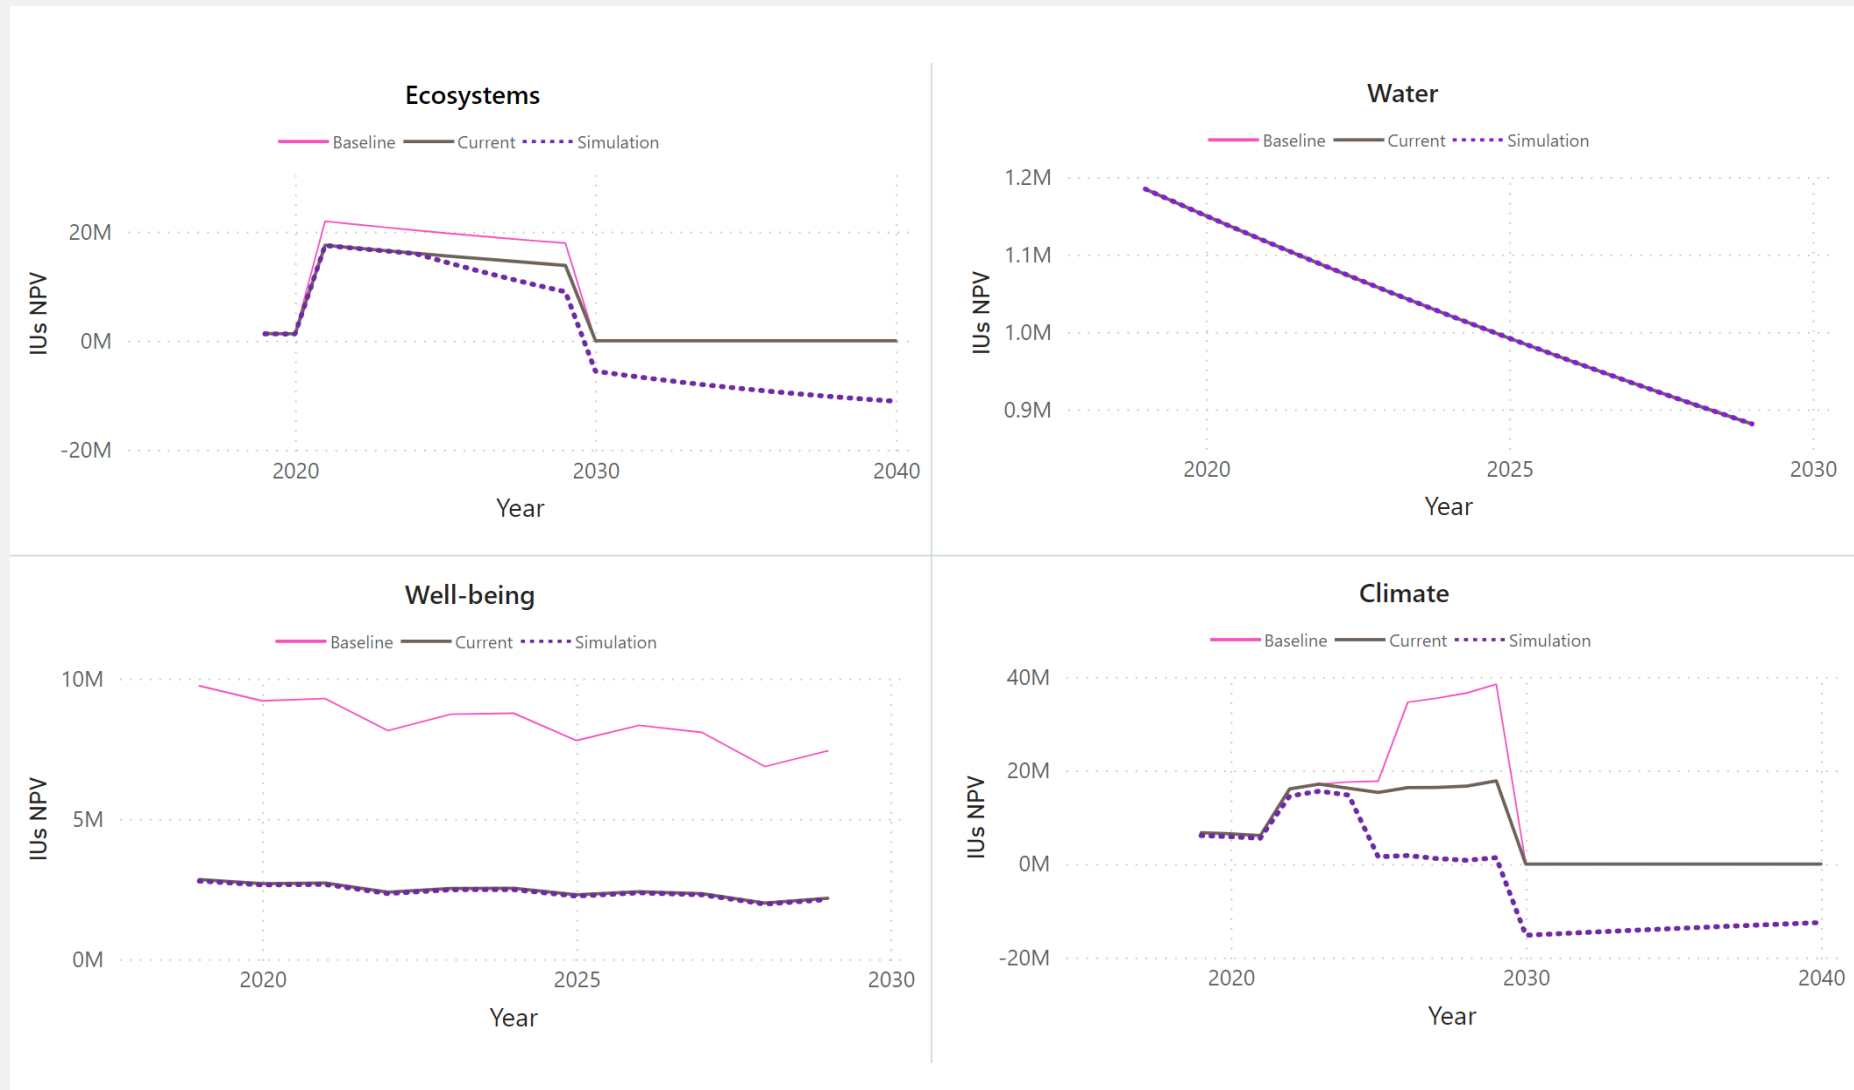 Ecosystems
Baseline Current Simulation
IUs NPV
20M
0M
-20M
2020 2030 2040
Year
Water
Baseline Current Simulation
IUs NPV
1.2M
1.1M
1.0M
0.9M
2020 2025 2030
Year
Well-being
Baseline Current Simulation
IUs NPV
10M
5M
0M
2020 2025 2030
Year
Climate
Baseline Current Simulation
IUs NPV
40M
20M
0M
-20M
2020 2030 2040
Year